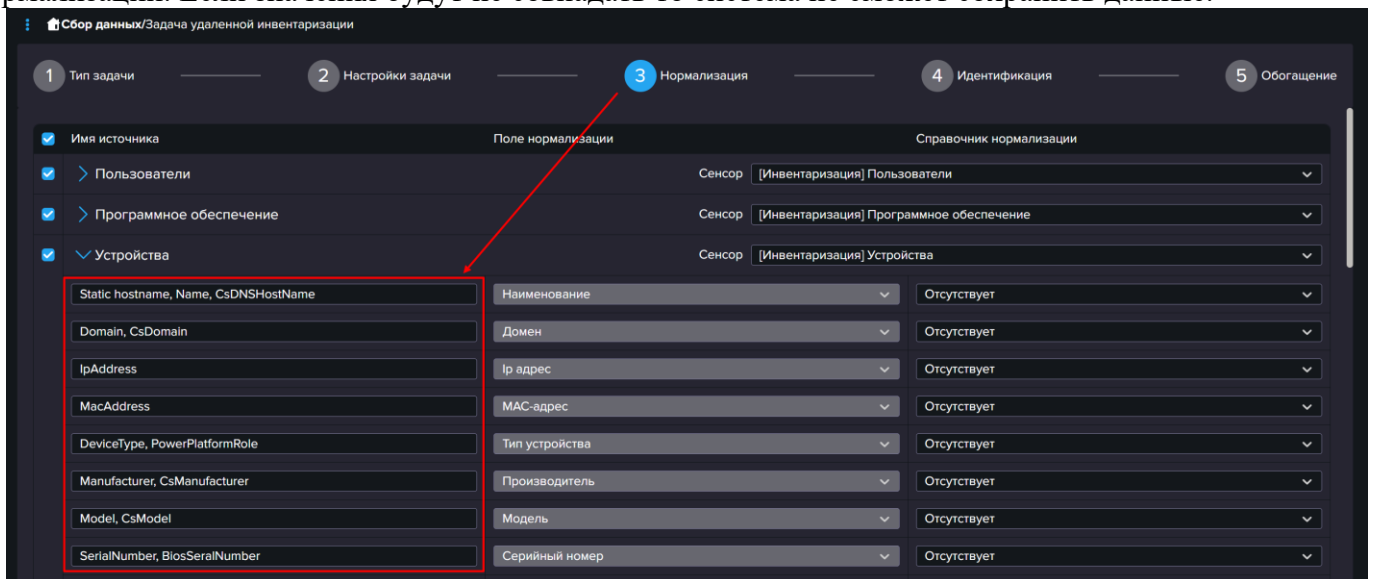 Сбор данных/Задача удаленной инвентаризации
1 Тип задачи 2 Настройки задачи 3 Нормализация 4 Идентификация 5 Обогащение
Имя источника Поле нормализации Справочник нормализации
Пользователи Сенсор [Инвентаризация] Пользователи
Программное обеспечение Сенсор [Инвентаризация] Программное обеспечение
Устройства Сенсор [Инвентаризация] Устройства
Static hostname, Name, CsDNSHostName Наименование Отсутствует
Domain, CsDomain Домен Отсутствует
IpAddress Ip адрес Отсутствует
MacAddress MAC-адрес Отсутствует
DeviceType, PowerPlatformRole Тип устройства Отсутствует
Manufacturer, CsManufacturer Производитель Отсутствует
Model, CsModel Модель Отсутствует
SerialNumber, BiosSeralNumber Серийный номер Отсутствует